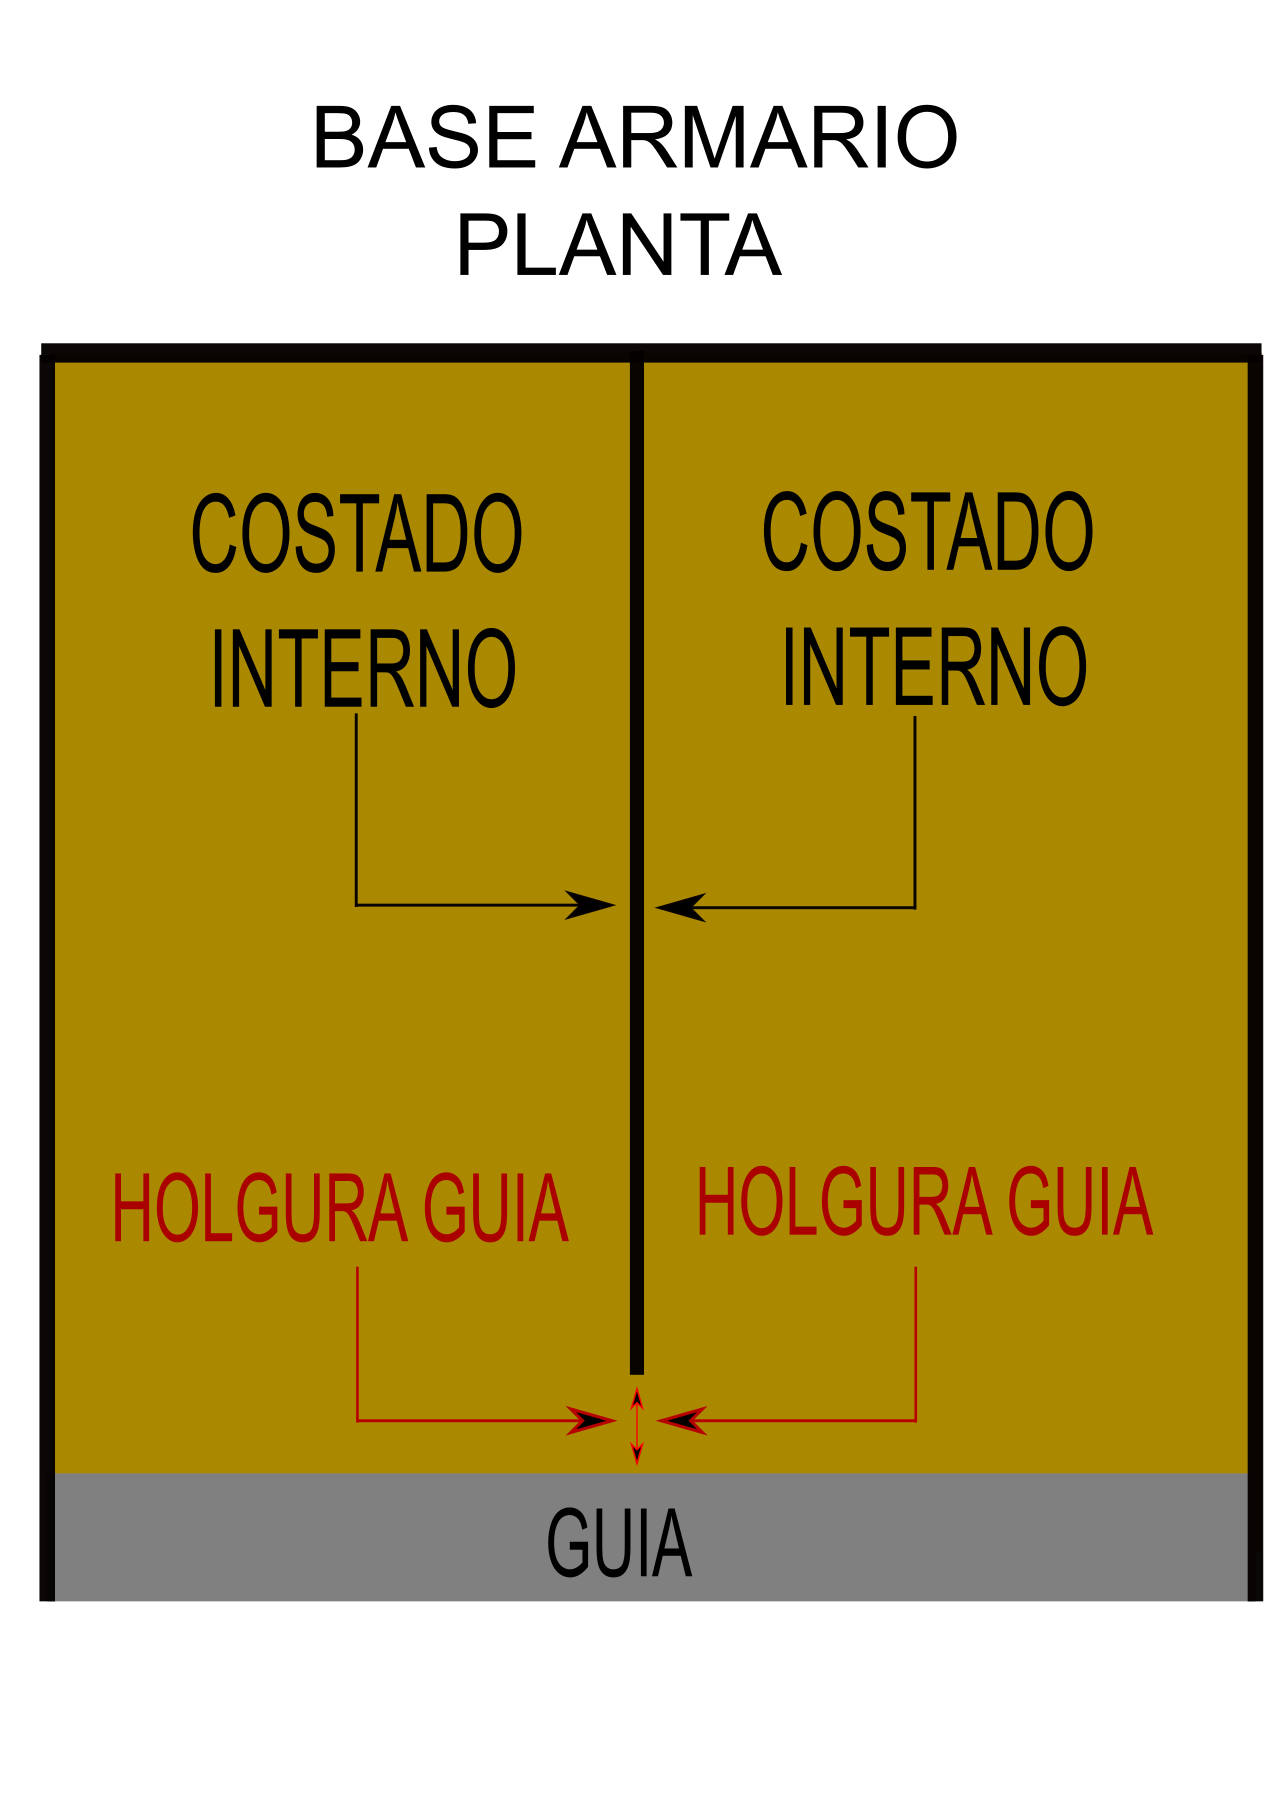 BASE ARMARIO
PLANTA
COSTADO
INTERNO
COSTADO
INTERNO
HOLGURA GUIA
HOLGURA GUIA
GUIA